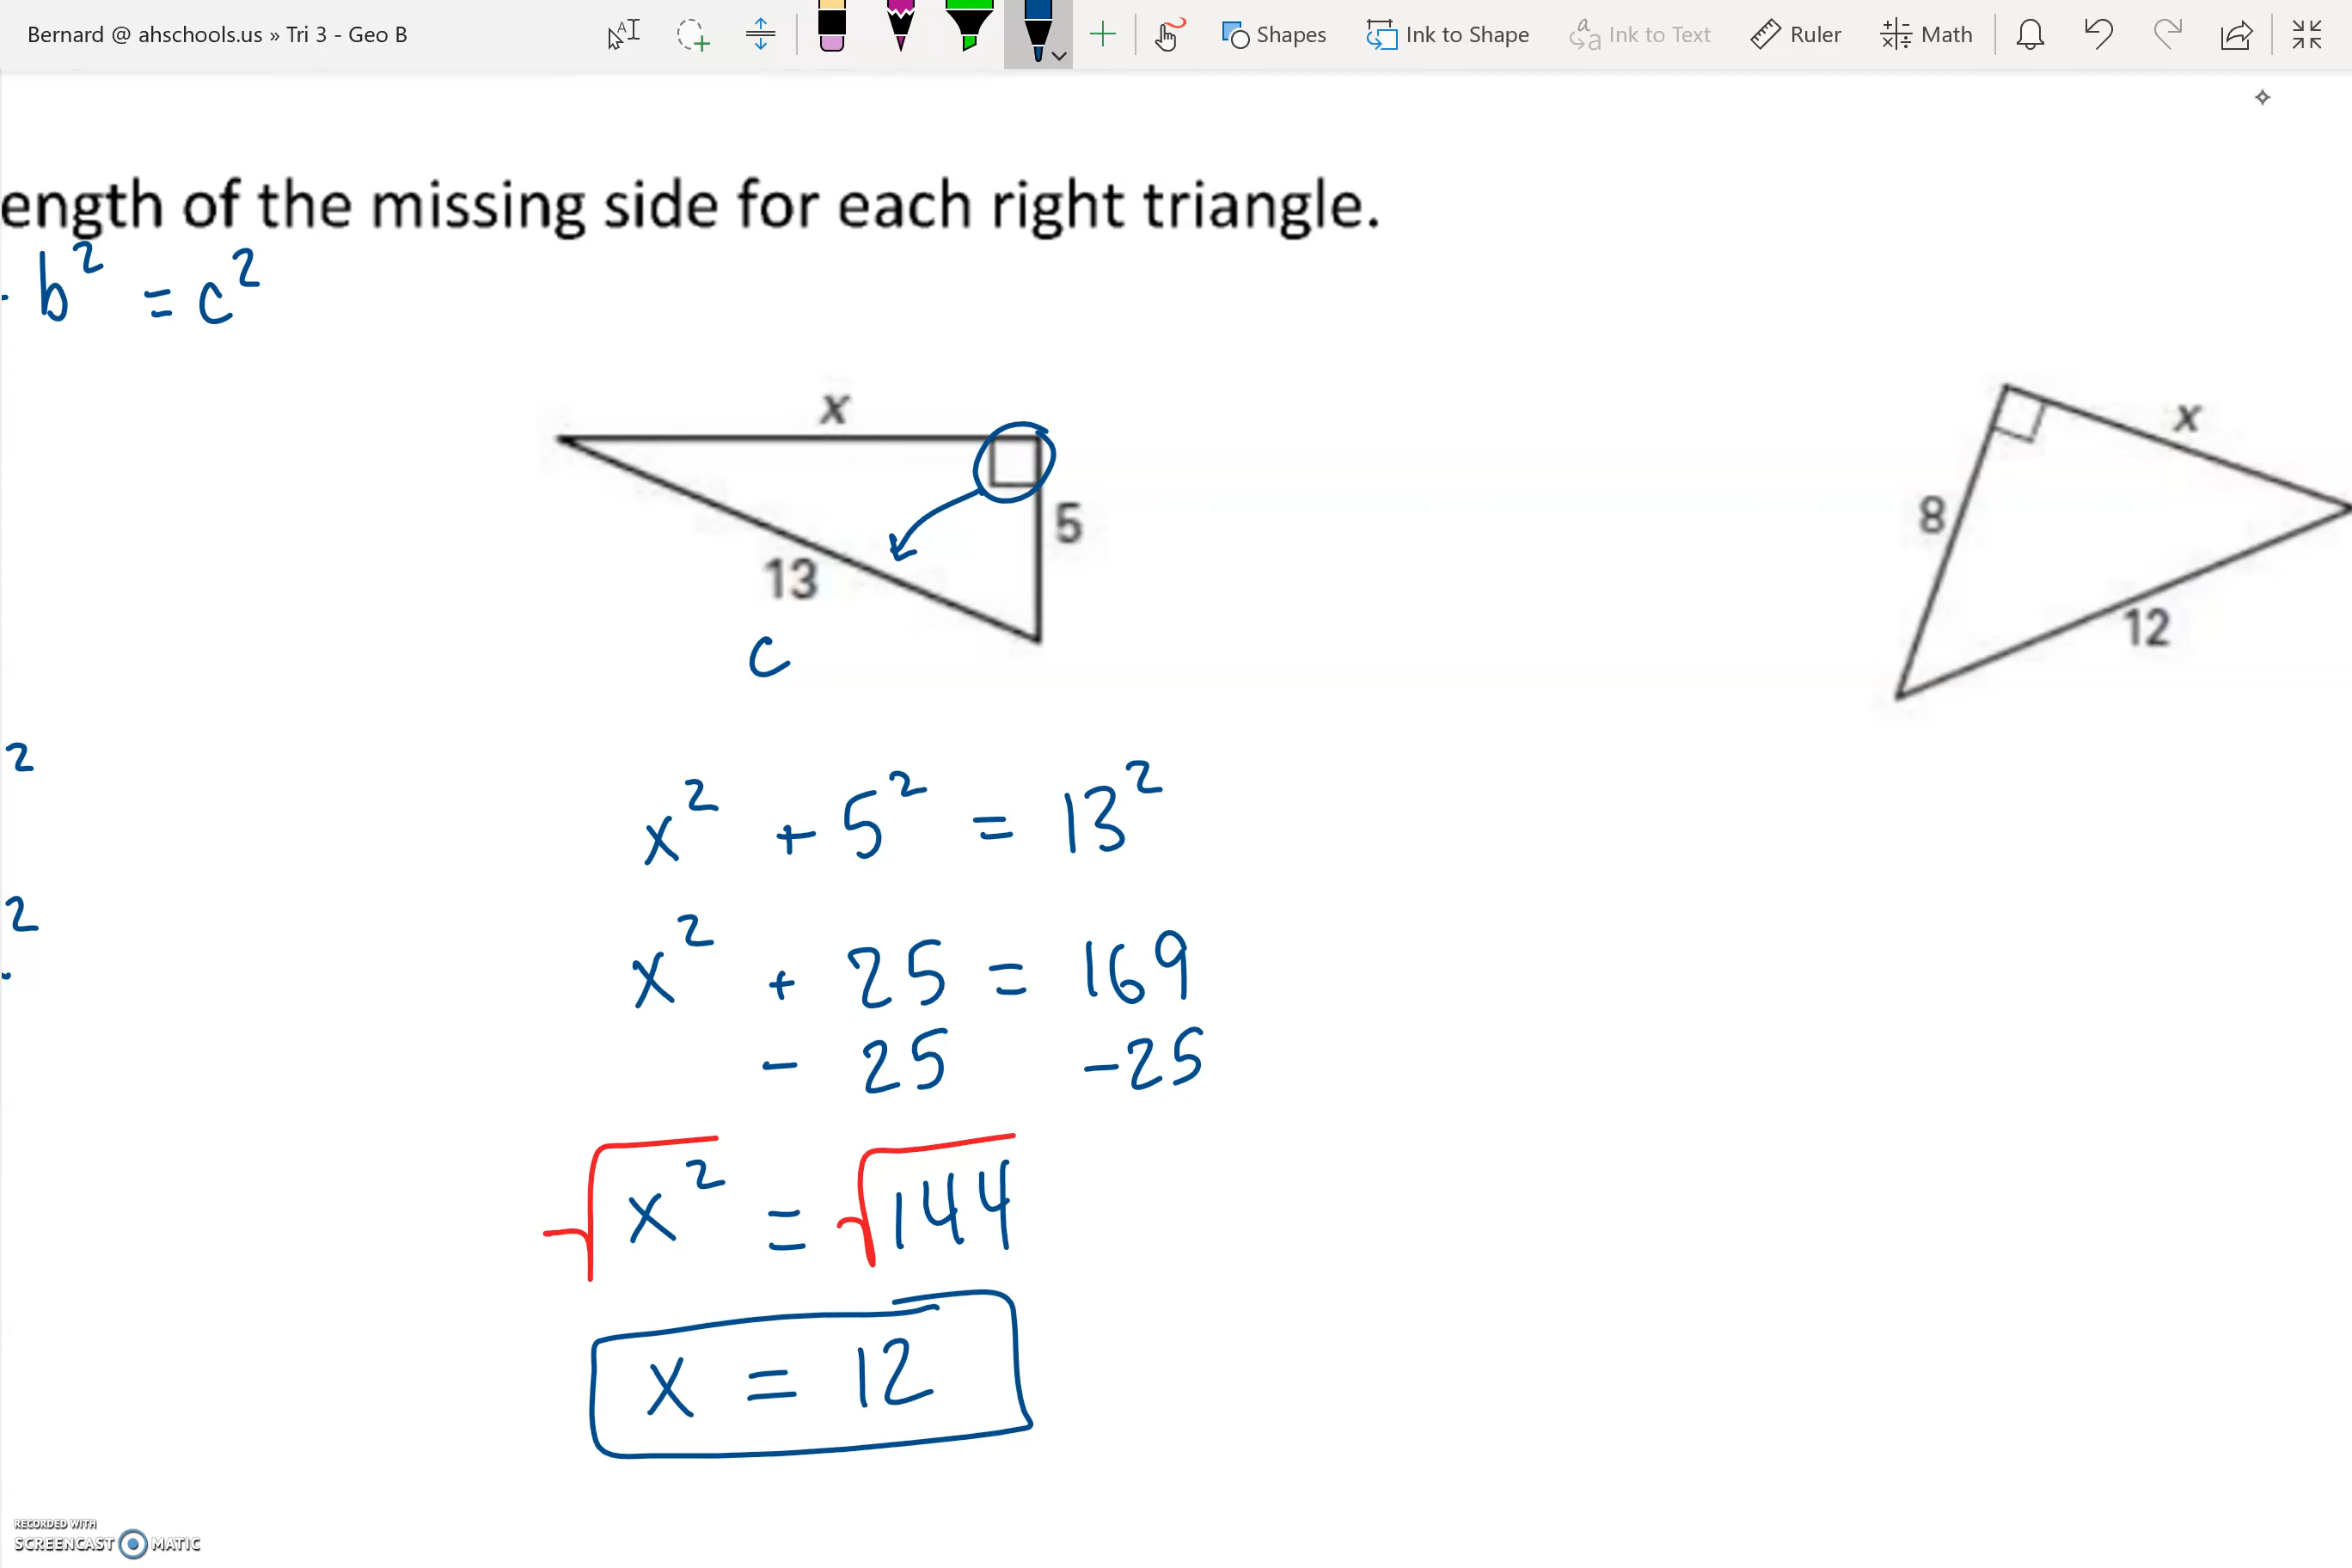 Bernard @ ahschools.us » Tri 3 - Geo B
Shapes
Ink to Shape
Ink to Text
Ruler
Math
ength of the missing side for each right triangle.
b² = c²
x
5
13
c
x
8
12
2
x² + 5² = 13²
2
x² + 25 = 169
- 25 -25
√x² = √144
x = 12
RECORDED WITH
SCREENCAST MATIC